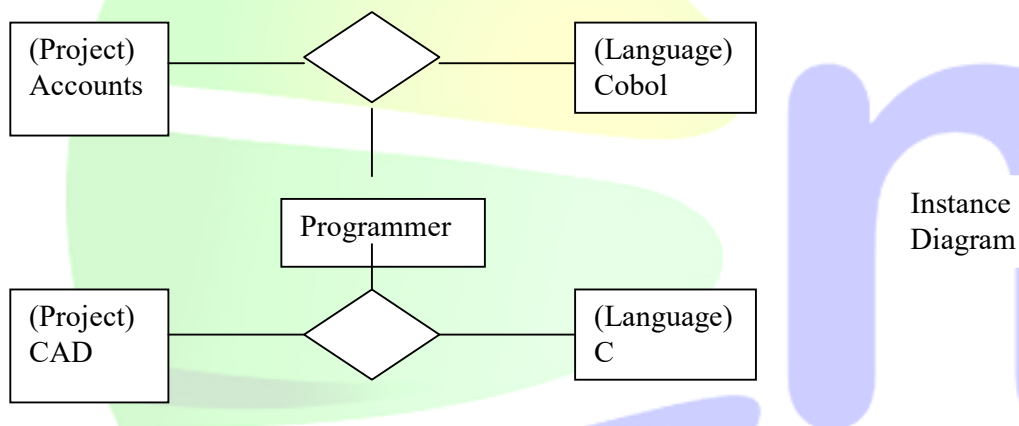 (Project)
Accounts
(Language)
Cobol
Programmer
Instance
Diagram
(Project)
CAD
(Language)
C